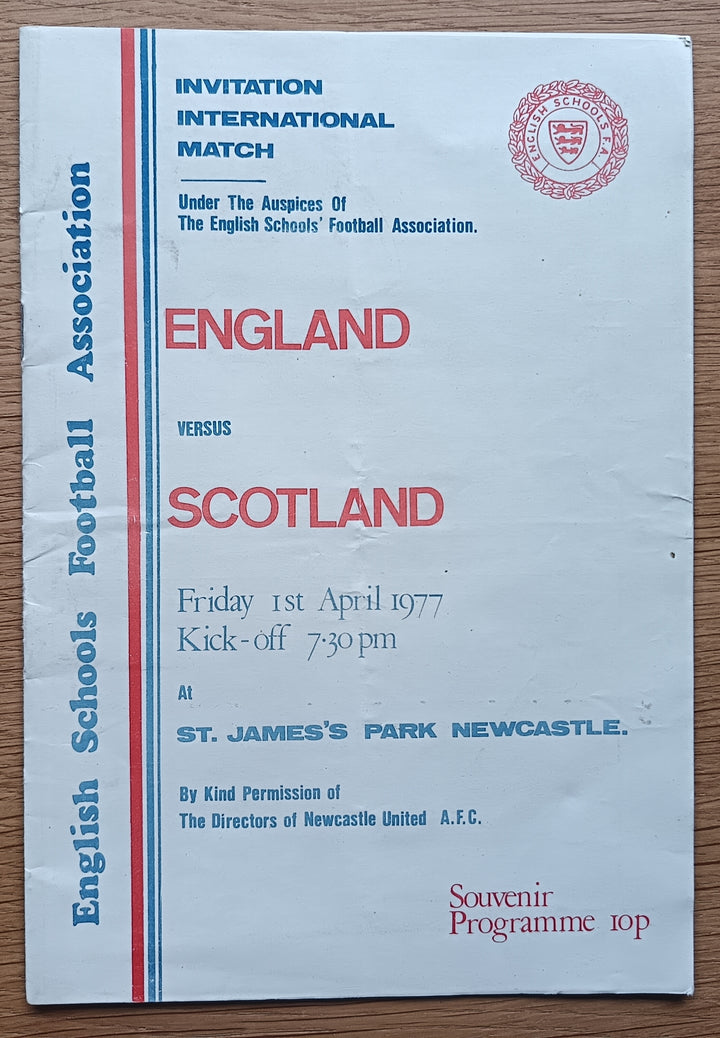 English Schools Football Association
INVITATION
INTERNATIONAL
MATCH
ENGLISH SCHOOLS F.A.
Under The Auspices Of
The English Schools' Football Association.
ENGLAND
VERSUS
SCOTLAND
Friday 1st April 1977
Kick-off 7·30 pm
At
ST. JAMES'S PARK NEWCASTLE.
By Kind Permission of
The Directors of Newcastle United A.F.C.
Souvenir
Programme 10p